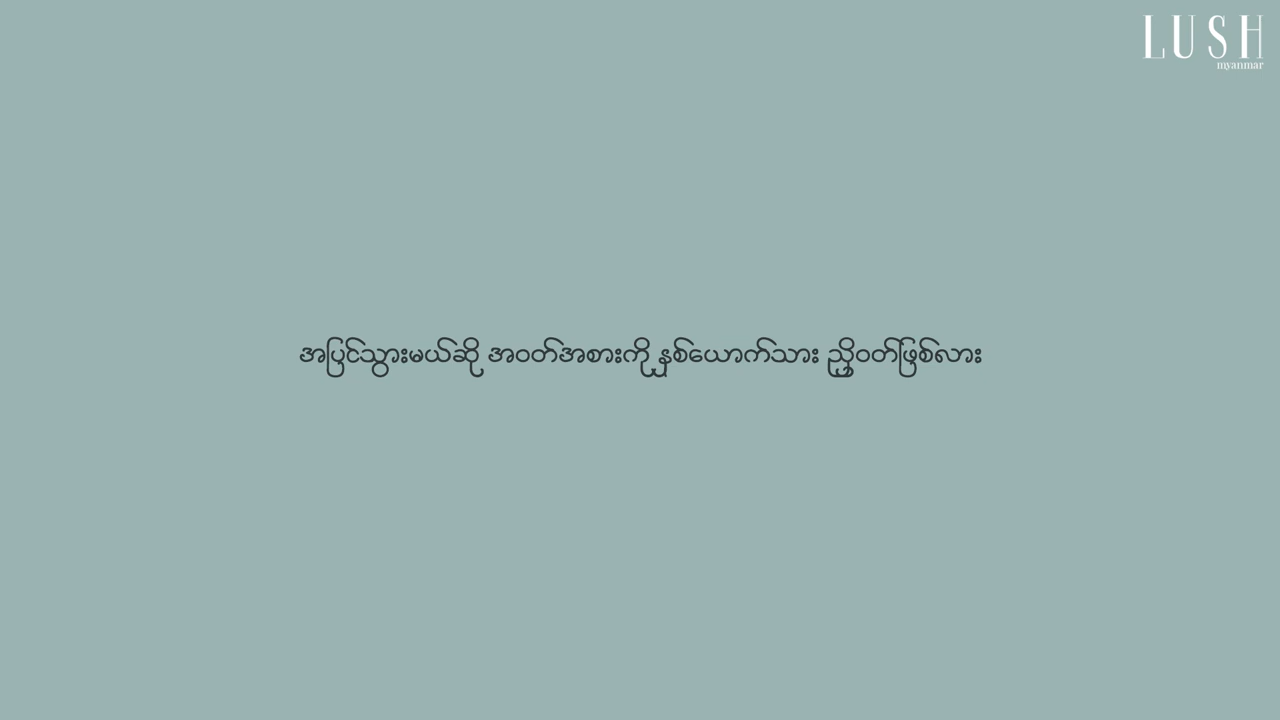 LUSH
myanmar
အပြင်သွားမယ်ဆို အဝတ်အစားကို နှစ်ယောက်သား ညှိဝတ်ဖြစ်လား